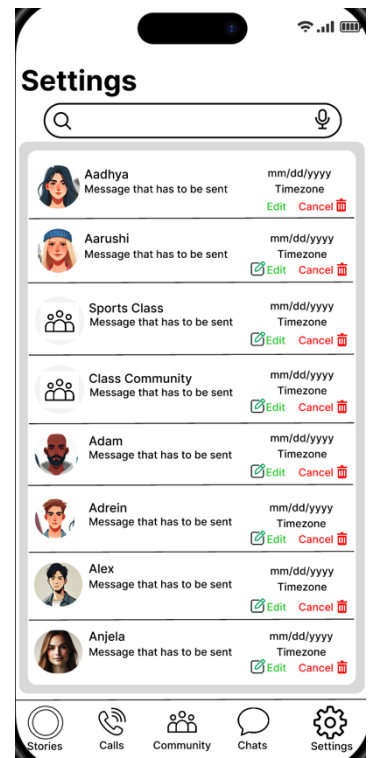 Settings
Aadhya
Message that has to be sent
mm/dd/yyyy
Timezone
Edit Cancel
Aarushi
Message that has to be sent
mm/dd/yyyy
Timezone
Edit Cancel
Sports Class
Message that has to be sent
mm/dd/yyyy
Timezone
Edit Cancel
Class Community
Message that has to be sent
mm/dd/yyyy
Timezone
Edit Cancel
Adam
Message that has to be sent
mm/dd/yyyy
Timezone
Edit Cancel
Adrein
Message that has to be sent
mm/dd/yyyy
Timezone
Edit Cancel
Alex
Message that has to be sent
mm/dd/yyyy
Timezone
Edit Cancel
Anjela
Message that has to be sent
mm/dd/yyyy
Timezone
Edit Cancel
Stories Calls Community Chats Settings